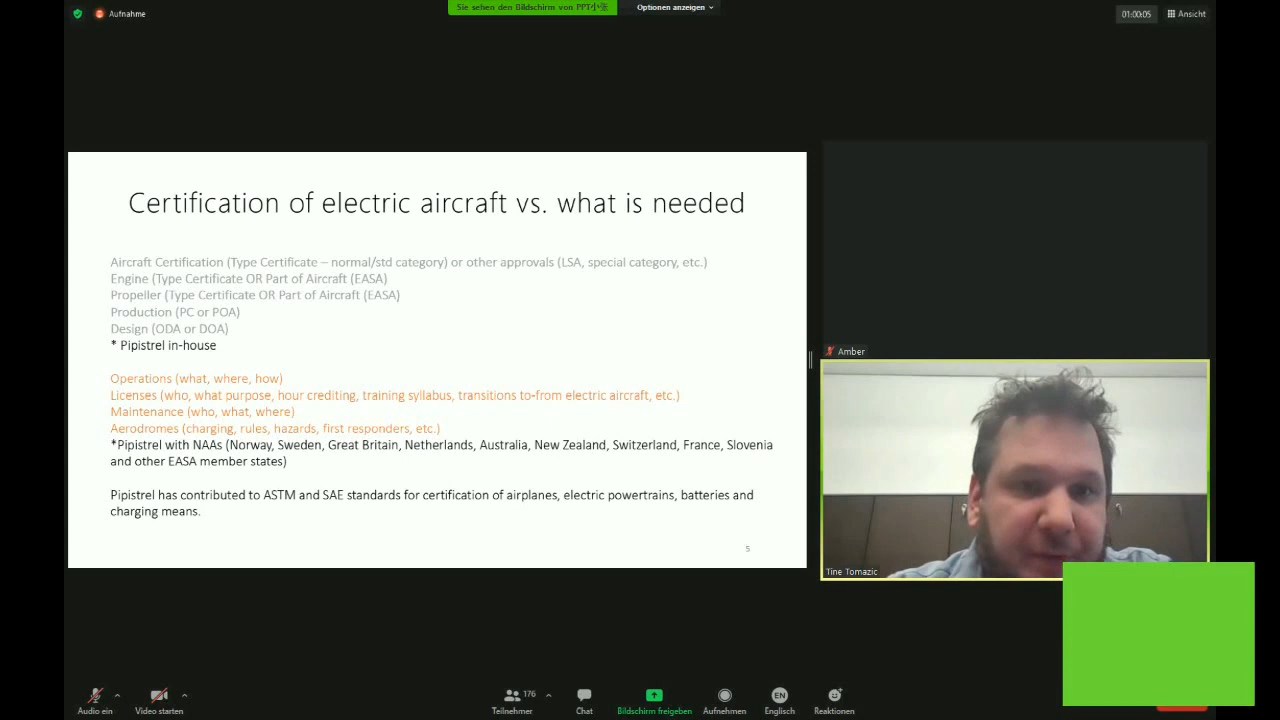 Aufnahme
Sie sehen den Bildschirm von PPT小张
Optionen anzeigen
01:00:05
Ansicht
Certification of electric aircraft vs. what is needed
Aircraft Certification (Type Certificate – normal/std category) or other approvals (LSA, special category, etc.)
Engine (Type Certificate OR Part of Aircraft (EASA)
Propeller (Type Certificate OR Part of Aircraft (EASA)
Production (PC or POA)
Design (ODA or DOA)
* Pipistrel in-house
Operations (what, where, how)
Licenses (who, what purpose, hour crediting, training syllabus, transitions to-from electric aircraft, etc.)
Maintenance (who, what, where)
Aerodromes (charging, rules, hazards, first responders, etc.)
*Pipistrel with NAAs (Norway, Sweden, Great Britain, Netherlands, Australia, New Zealand, Switzerland, France, Slovenia
and other EASA member states)
Pipistrel has contributed to ASTM and SAE standards for certification of airplanes, electric powertrains, batteries and
charging means.
5
Amber
Tine Tomazic
Audio ein
Video starten
176
Teilnehmer
Chat
Bildschirm freigeben
Aufnehmen
EN
Englisch
Reaktionen